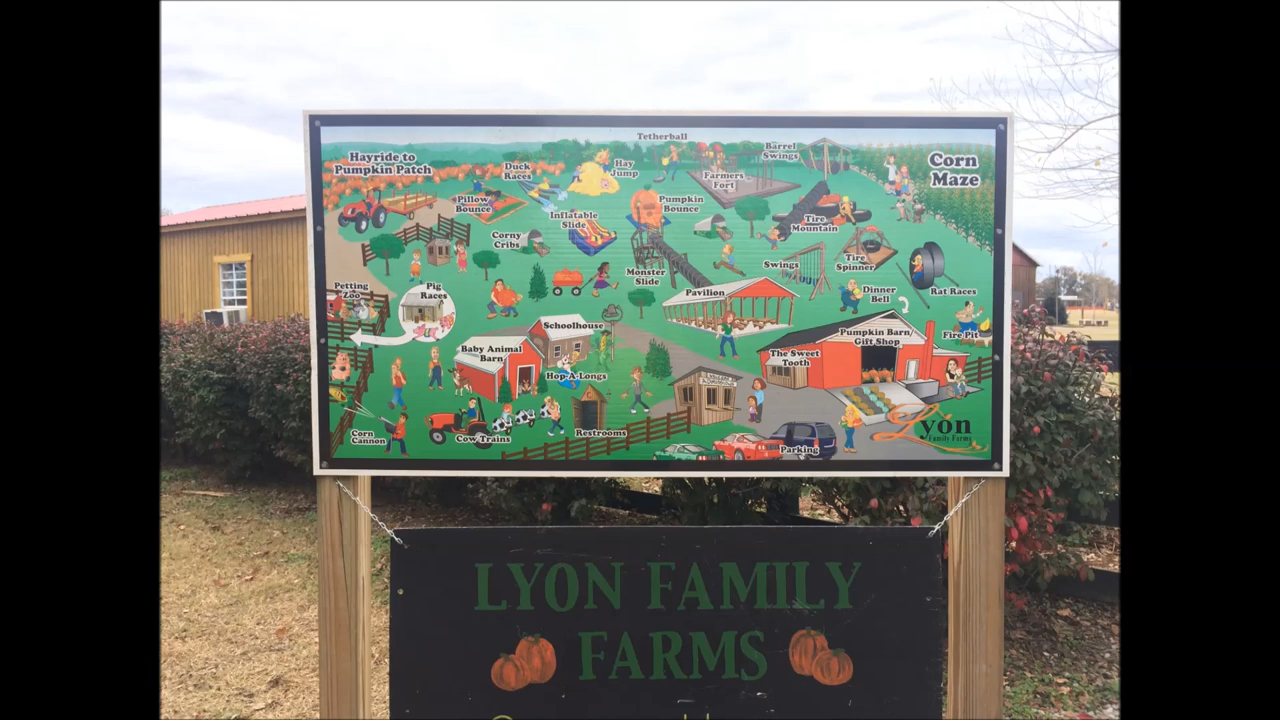 Tetherball
Hayride to
Pumpkin Patch
Duck
Races
Hay
Jump
Barrel
Swings
Corn
Maze
Farmers
Fort
Pillow
Bounce
Pumpkin
Bounce
Inflatable
Slide
Tire
Mountain
Corny
Cribs
Monster
Slide
Swings
Tire
Spinner
Petting
Zoo
Pig
Races
Pavilion
Dinner
Bell
Rat Races
Schoolhouse
Pumpkin Barn/
Gift Shop
Fire Pit
Baby Animal
Barn
The Sweet
Tooth
Hop-A-Longs
Corn
Cannon
Cow Trains
Restrooms
Parking
Lyon
Family Farms
LYON FAMILY
FARMS